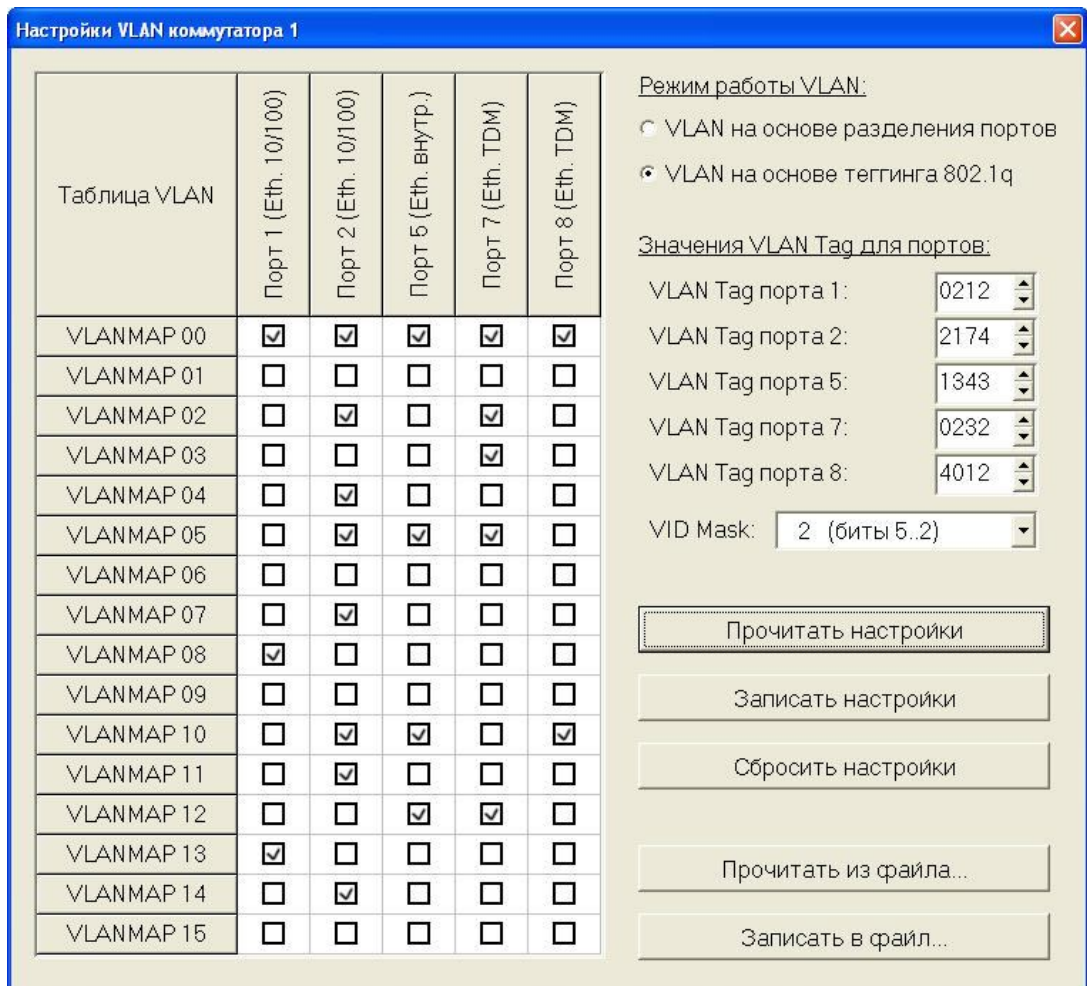 Настройки VLAN коммутатора 1
Таблица VLAN
Порт 1 (Eth. 10/100)
Порт 2 (Eth. 10/100)
Порт 5 (Eth. внутр.)
Порт 7 (Eth. TDM)
Порт 8 (Eth. TDM)
VLANMAP 00
VLANMAP 01
VLANMAP 02
VLANMAP 03
VLANMAP 04
VLANMAP 05
VLANMAP 06
VLANMAP 07
VLANMAP 08
VLANMAP 09
VLANMAP 10
VLANMAP 11
VLANMAP 12
VLANMAP 13
VLANMAP 14
VLANMAP 15
Режим работы VLAN:
VLAN на основе разделения портов
VLAN на основе теггинга 802.1q
Значения VLAN Tag для портов:
VLAN Tag порта 1: 0212
VLAN Tag порта 2: 2174
VLAN Tag порта 5: 1343
VLAN Tag порта 7: 0232
VLAN Tag порта 8: 4012
VID Mask: 2 (биты 5..2)
Прочитать настройки
Записать настройки
Сбросить настройки
Прочитать из файла...
Записать в файл...